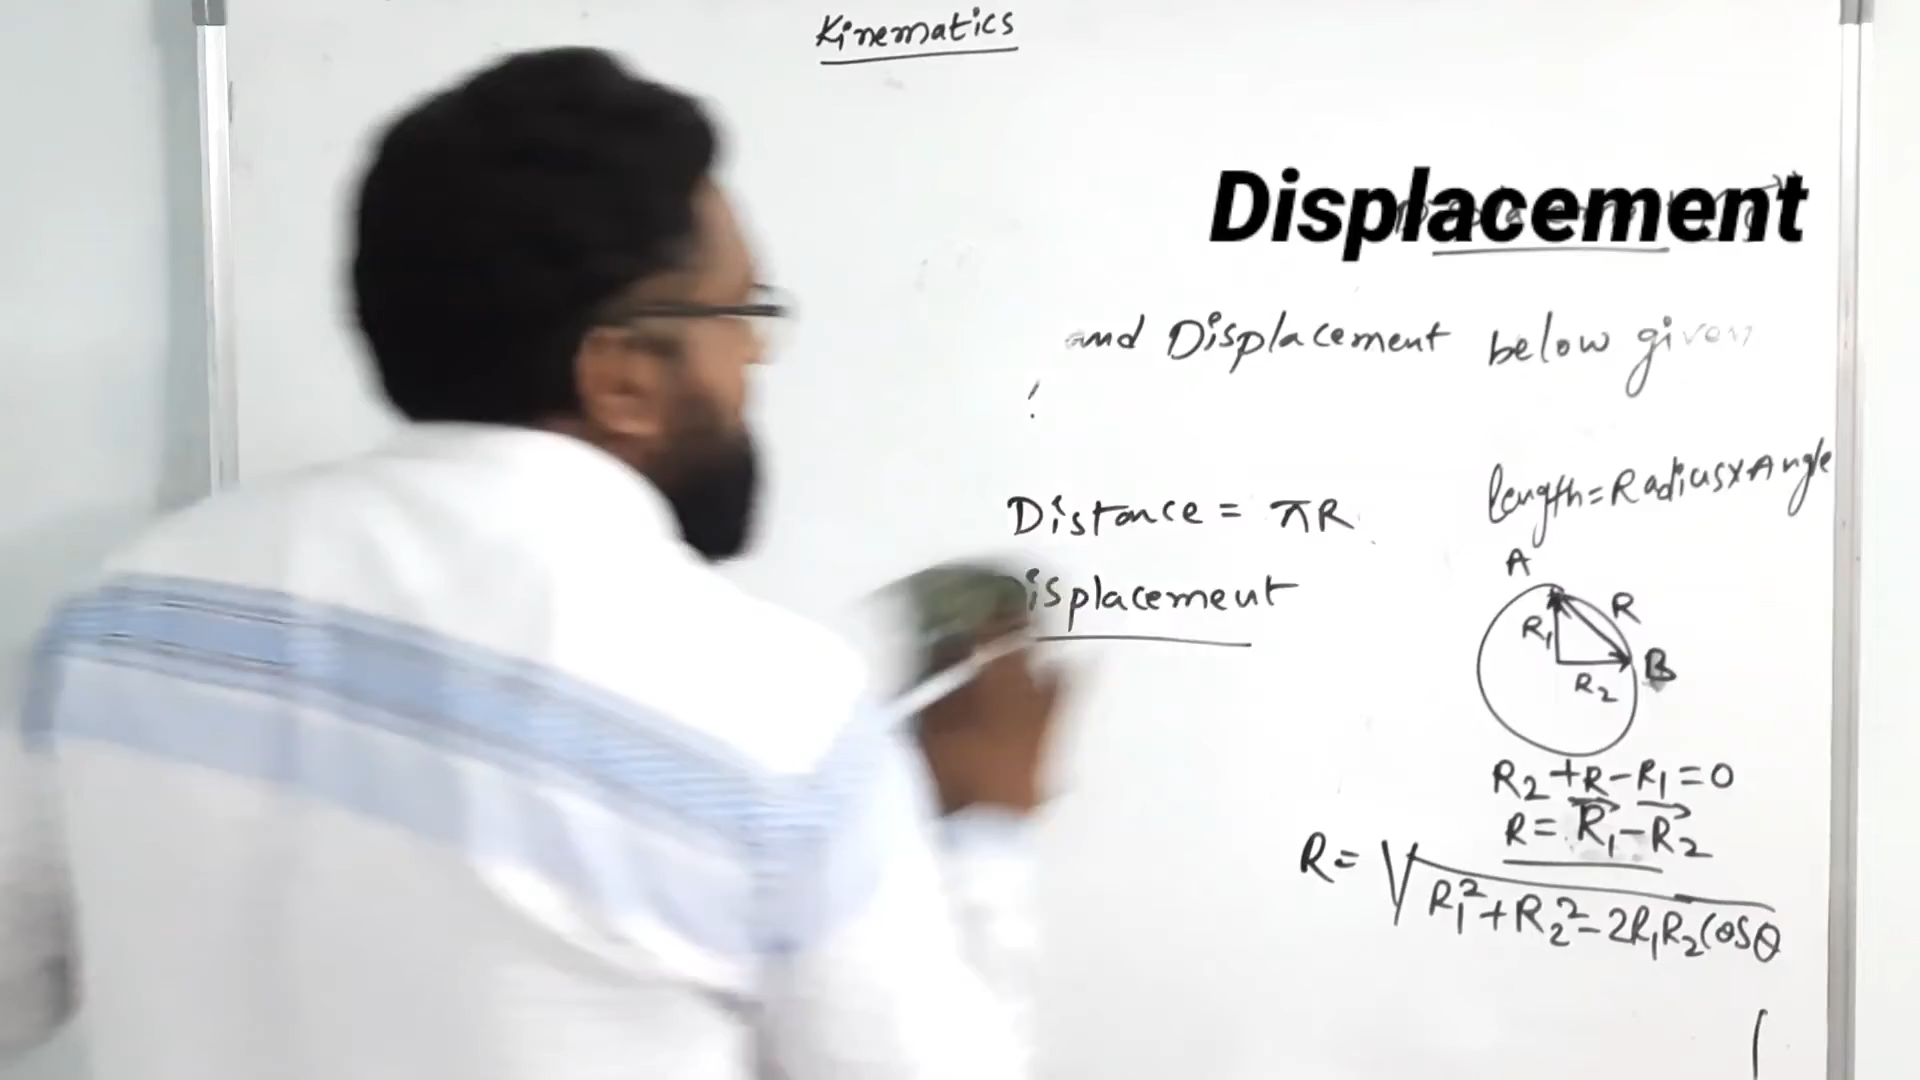 Kinematics
Displacement
and Displacement below given
length = Radius x Angle
Distance = πR
isplacement
A
R
R₁
B
R₂
R₂ + R - R₁ = 0
R = R₁ - R₂
R = √R₁² + R₂² - 2R₁R₂ Cosθ